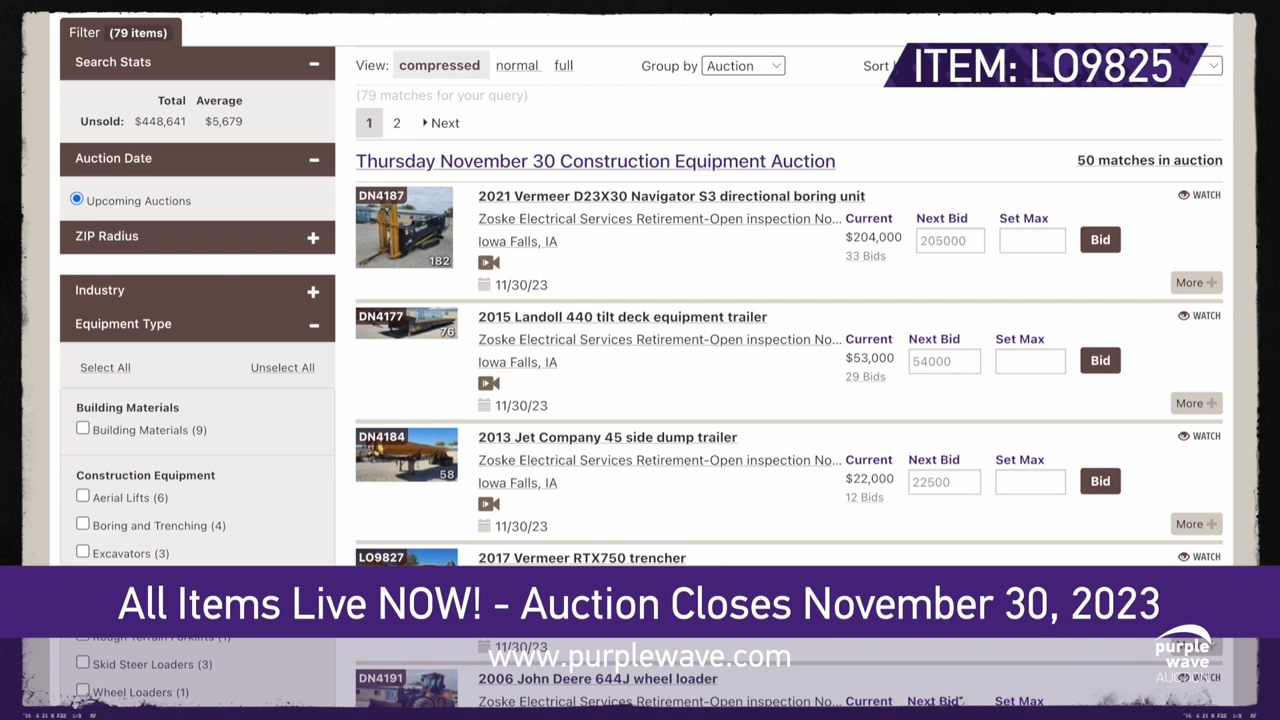 Filter (79 items)
ITEM: LO9825
Search Stats
Total Average
Unsold: $448,641 $5,679
Auction Date
Upcoming Auctions
ZIP Radius
Industry
Equipment Type
Select All Unselect All
Building Materials
Building Materials (9)
Construction Equipment
Aerial Lifts (6)
Boring and Trenching (4)
Excavators (3)
Rough Terrain Forklifts (1)
Skid Steer Loaders (3)
Wheel Loaders (1)
View: compressed normal full
Group by Auction
Sort
(79 matches for your query)
1 2 Next
Thursday November 30 Construction Equipment Auction
50 matches in auction
DN4187
182
2021 Vermeer D23X30 Navigator S3 directional boring unit
WATCH
Zoske Electrical Services Retirement-Open inspection No...
Current Next Bid Set Max
Iowa Falls, IA
$204,000 205000 Bid
33 Bids
11/30/23
More +
DN4177
76
2015 Landoll 440 tilt deck equipment trailer
WATCH
Zoske Electrical Services Retirement-Open inspection No...
Current Next Bid Set Max
Iowa Falls, IA
$53,000 54000 Bid
29 Bids
11/30/23
More +
DN4184
58
2013 Jet Company 45 side dump trailer
WATCH
Zoske Electrical Services Retirement-Open inspection No...
Current Next Bid Set Max
Iowa Falls, IA
$22,000 22500 Bid
12 Bids
11/30/23
More +
LO9827
2017 Vermeer RTX750 trencher
WATCH
All Items Live NOW! - Auction Closes November 30, 2023
11/30/23
www.purplewave.com
purple
wave
AUCTION
DN4191
2006 John Deere 644J wheel loader
Current Next Bid Set Max